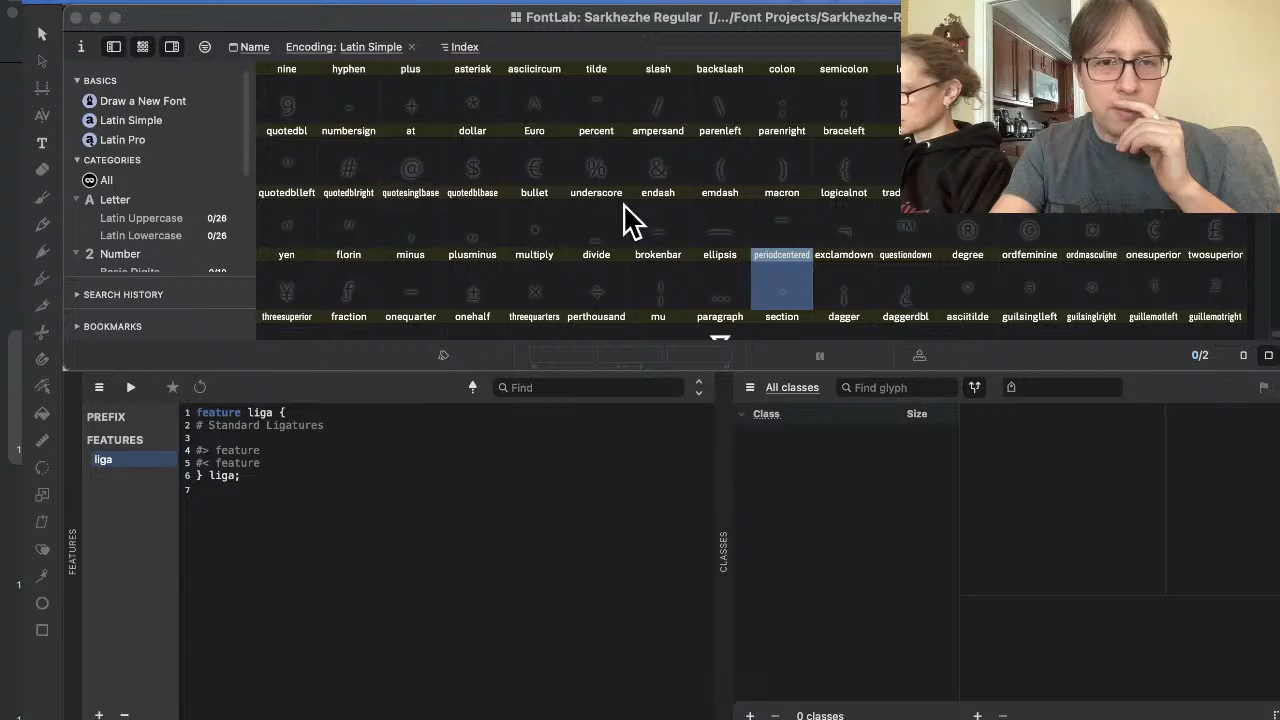 FontLab: Sarkhezhe Regular [/.../Font Projects/Sarkhezhe-R
Name Encoding: Latin Simple × Index
BASICS
Draw a New Font
Latin Simple
Latin Pro
CATEGORIES
All
Letter
Latin Uppercase 0/26
Latin Lowercase 0/26
Number
SEARCH HISTORY
BOOKMARKS
nine hyphen plus asterisk asciicircum tilde slash backslash colon semicolon
9 - + * ^ ~ / \ : ;
quotedbl numbersign at dollar Euro percent ampersand parenleft parenright braceleft
" # @ $ € % & ( ) {
quotedblleft quotedblright quotesinglbase quotedblbase bullet underscore endash emdash macron logicalnot
“ „ • _ – — ¯ ¬ ™ ® © ª º ¢ £
yen florin minus plusminus multiply divide brokenbar ellipsis periodcentered exclamdown questiondown degree ordfeminine ordmasculine onesuperior twosuperior
¥ ƒ − ± × ÷ ¦ … · ¡ ¿ ° ª º ¹ ²
threesuperior fraction onequarter onehalf threequarters perthousand mu paragraph section dagger daggerdbl asciitilde guilsinglleft guilsinglright guillemotleft guillemotright
0/2
Find
PREFIX
FEATURES
liga
1 feature liga {
2 # Standard Ligatures
3
4 #> feature
5 #< feature
6 } liga;
7
FEATURES
All classes Find glyph
Class Size
CLASSES
0 classes